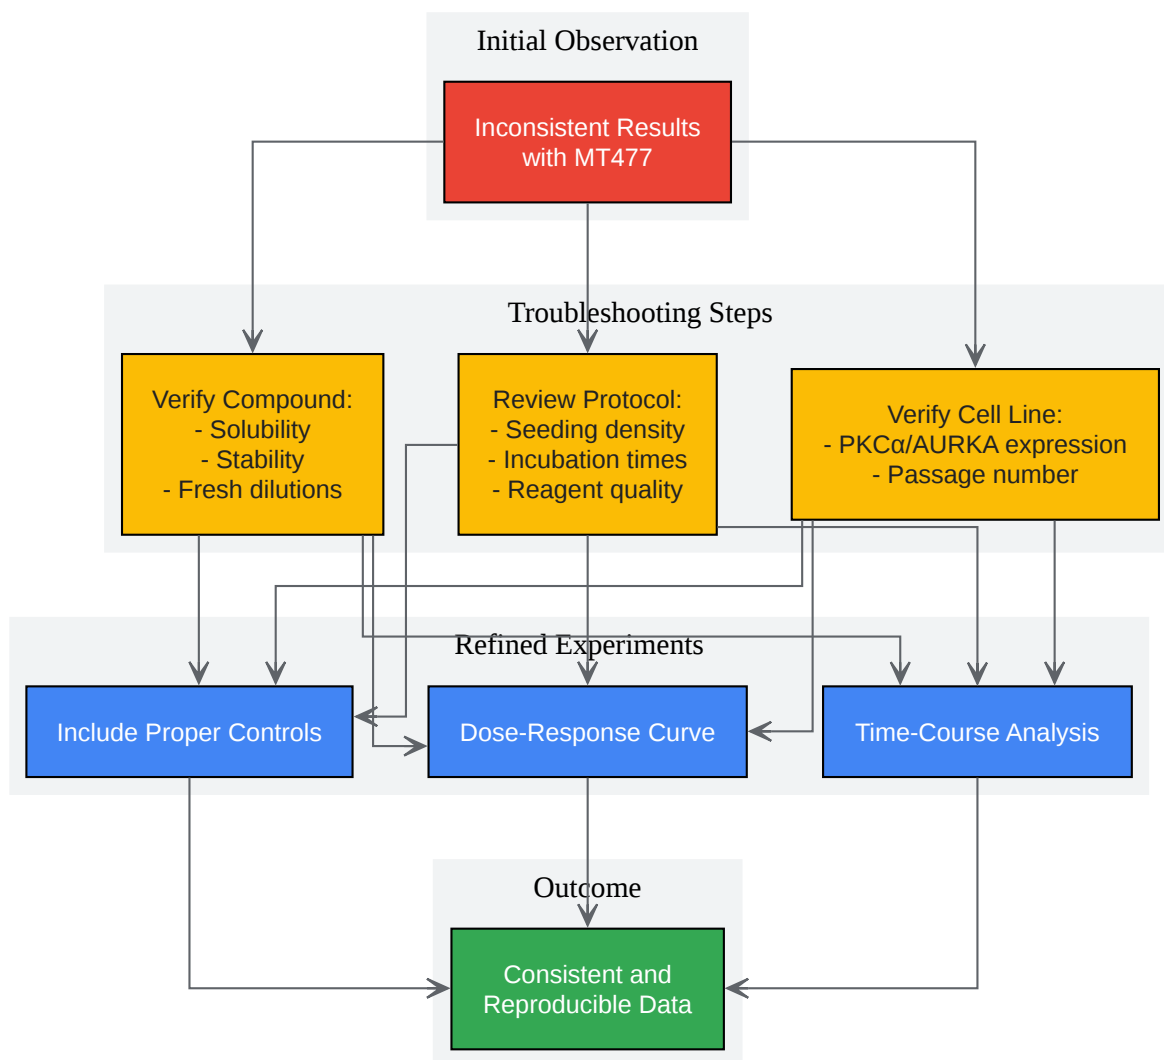 Initial Observation
Inconsistent Results
with MT477
Troubleshooting Steps
Verify Compound:
- Solubility
- Stability
- Fresh dilutions
Review Protocol:
- Seeding density
- Incubation times
- Reagent quality
Verify Cell Line:
- PKCα/AURKA expression
- Passage number
Refined Experiments
Include Proper Controls
Dose-Response Curve
Time-Course Analysis
Outcome
Consistent and
Reproducible Data